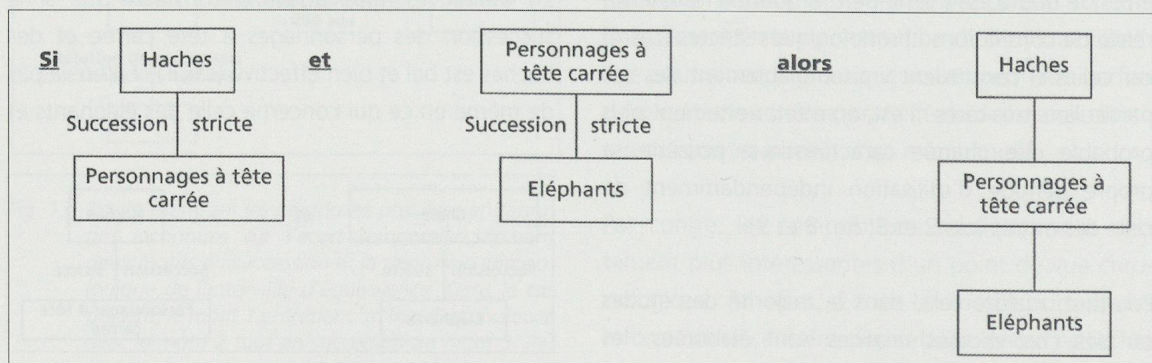 Si
Haches
et
Personnages à
tête carrée
alors
Haches
Succession stricte
Succession stricte
Personnages à tête
carrée
Eléphants
Personnages à
tête carrée
Eléphants